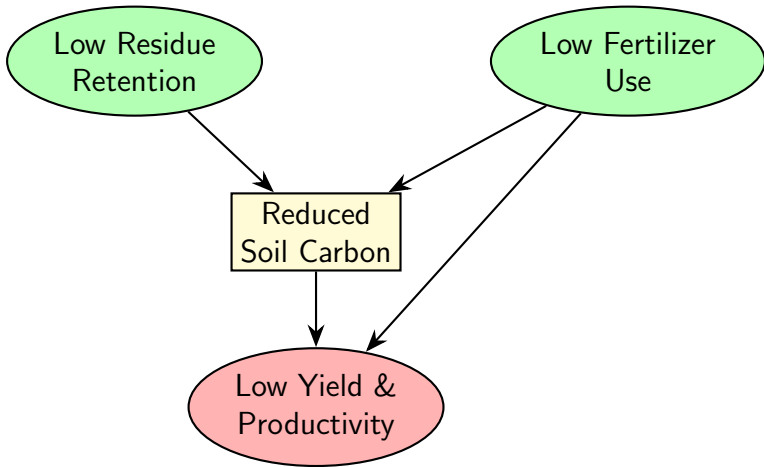 Low Residue
Retention
Low Fertilizer
Use
Reduced
Soil Carbon
Low Yield &
Productivity